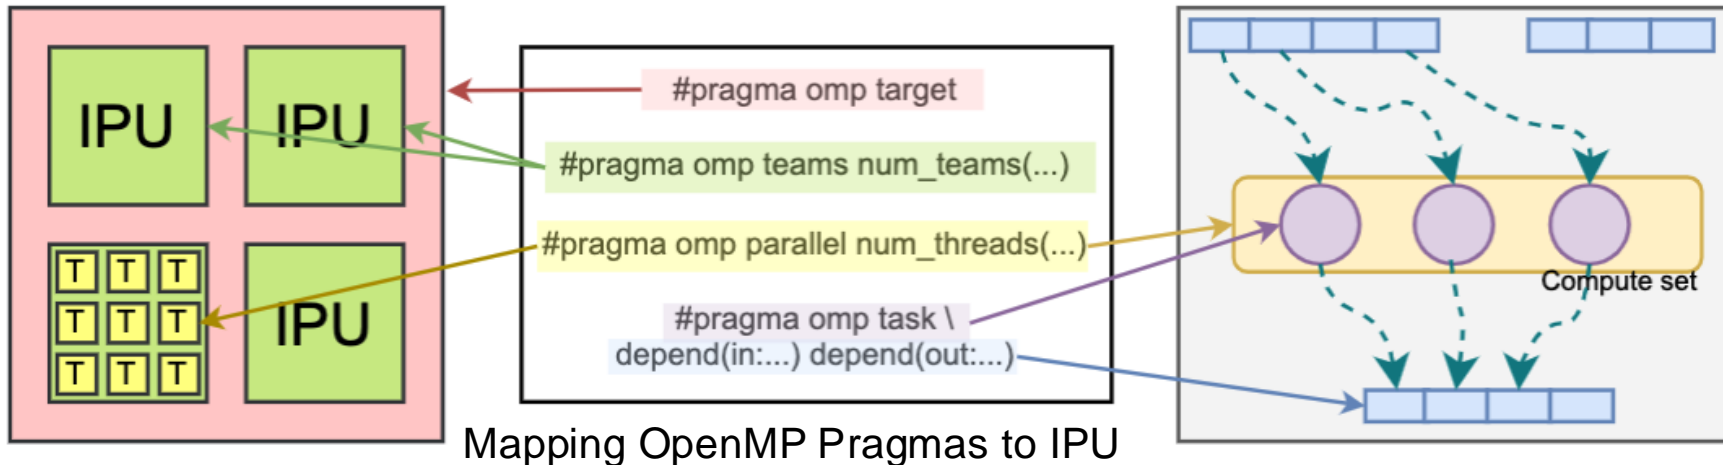 IPU
IPU
T T T
T T T
T T T
IPU
#pragma omp target
#pragma omp teams num_teams(...)
#pragma omp parallel num_threads(...)
#pragma omp task \
depend(in:...) depend(out:...)
Compute set
Mapping OpenMP Pragmas to IPU